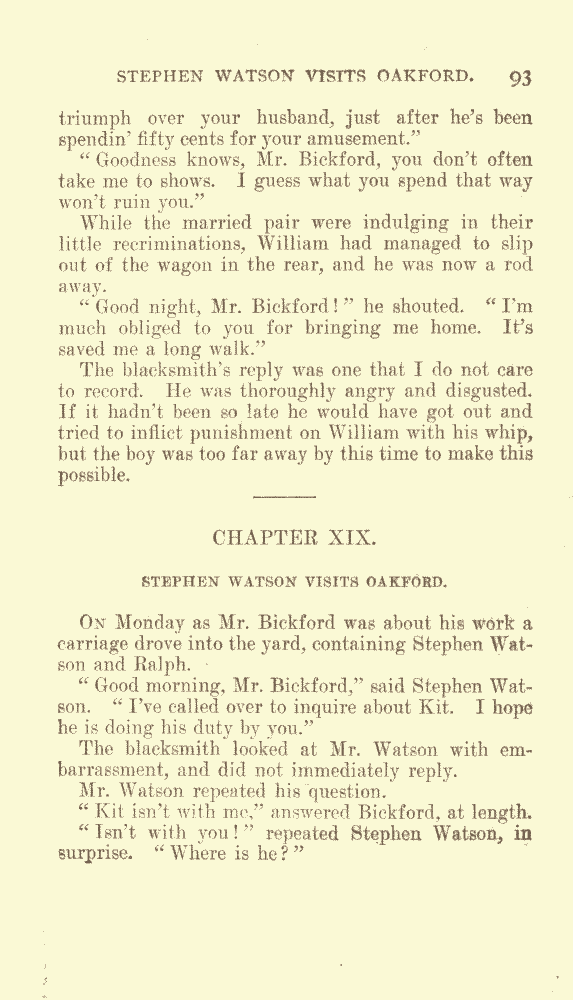 STEPHEN WATSON VISITS OAKFORD. 93
triumph over your husband, just after he's been
spendin' fifty cents for your amusement."
"Goodness knows, Mr. Bickford, you don't often
take me to shows. I guess what you spend that way
won't ruin you."
While the married pair were indulging in their
little recriminations, William had managed to slip
out of the wagon in the rear, and he was now a rod
away.
"Good night, Mr. Bickford!" he shouted. "I'm
much obliged to you for bringing me home. It's
saved me a long walk."
The blacksmith's reply was one that I do not care
to record. He was thoroughly angry and disgusted.
If it hadn't been so late he would have got out and
tried to inflict punishment on William with his whip,
but the boy was too far away by this time to make this
possible.
CHAPTER XIX.
STEPHEN WATSON VISITS OAKFORD.
ON Monday as Mr. Bickford was about his work a
carriage drove into the yard, containing Stephen Wat-
son and Ralph.
"Good morning, Mr. Bickford," said Stephen Wat-
son. "I've called over to inquire about Kit. I hope
he is doing his duty by you."
The blacksmith looked at Mr. Watson with em-
barrassment, and did not immediately reply.
Mr. Watson repeated his question.
"Kit isn't with me," answered Bickford, at length.
"Isn't with you!" repeated Stephen Watson, in
surprise. "Where is he?"